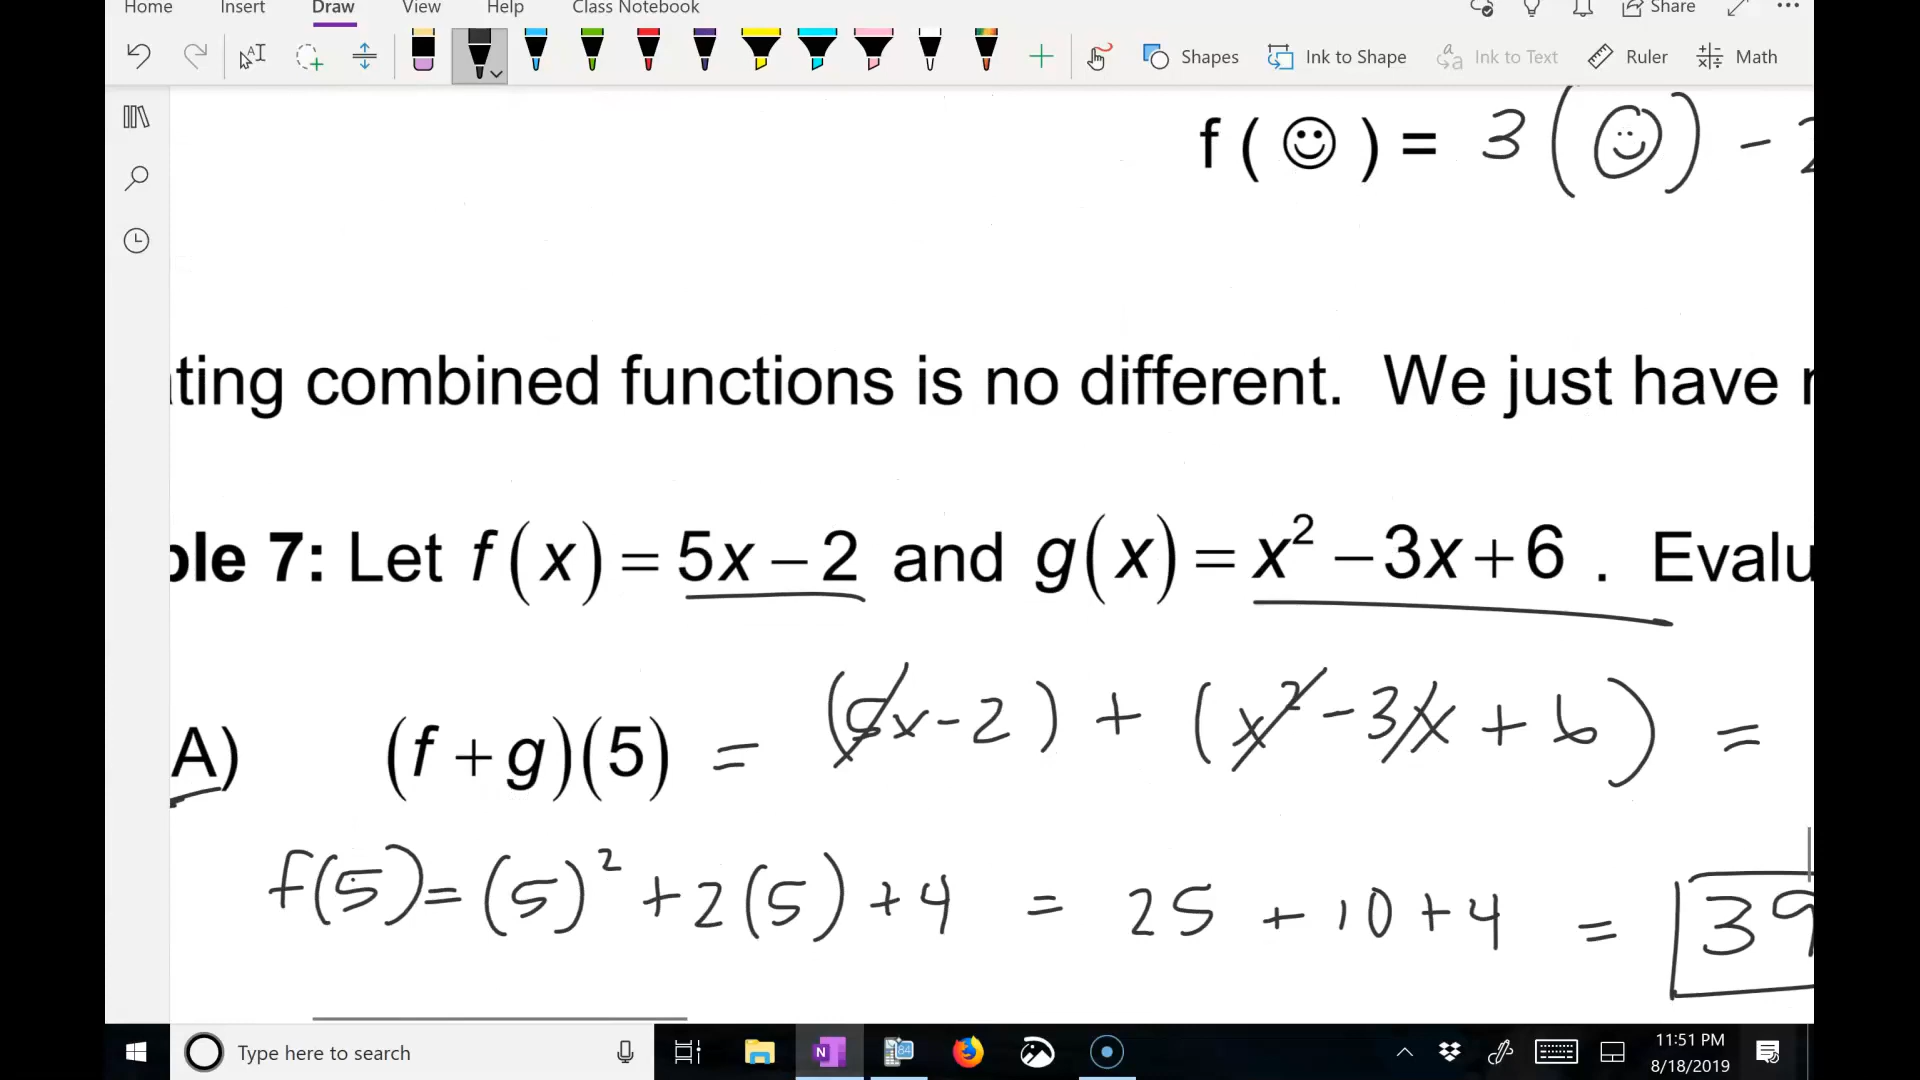 Home Insert Draw View Help Class Notebook Share
Shapes Ink to Shape Ink to Text Ruler Math
f ( ☺ ) = 3 ( ☺ ) -
ting combined functions is no different. We just have
ple 7: Let f(x) = 5x – 2 and g(x) = x² – 3x + 6 . Evalu
A) (f + g)(5) = (5x - 2) + (x² - 3x + 6) =
f(5) = (5)² + 2(5) + 4 = 25 + 10 + 4 = 39
Type here to search
N 84
11:51 PM
8/18/2019